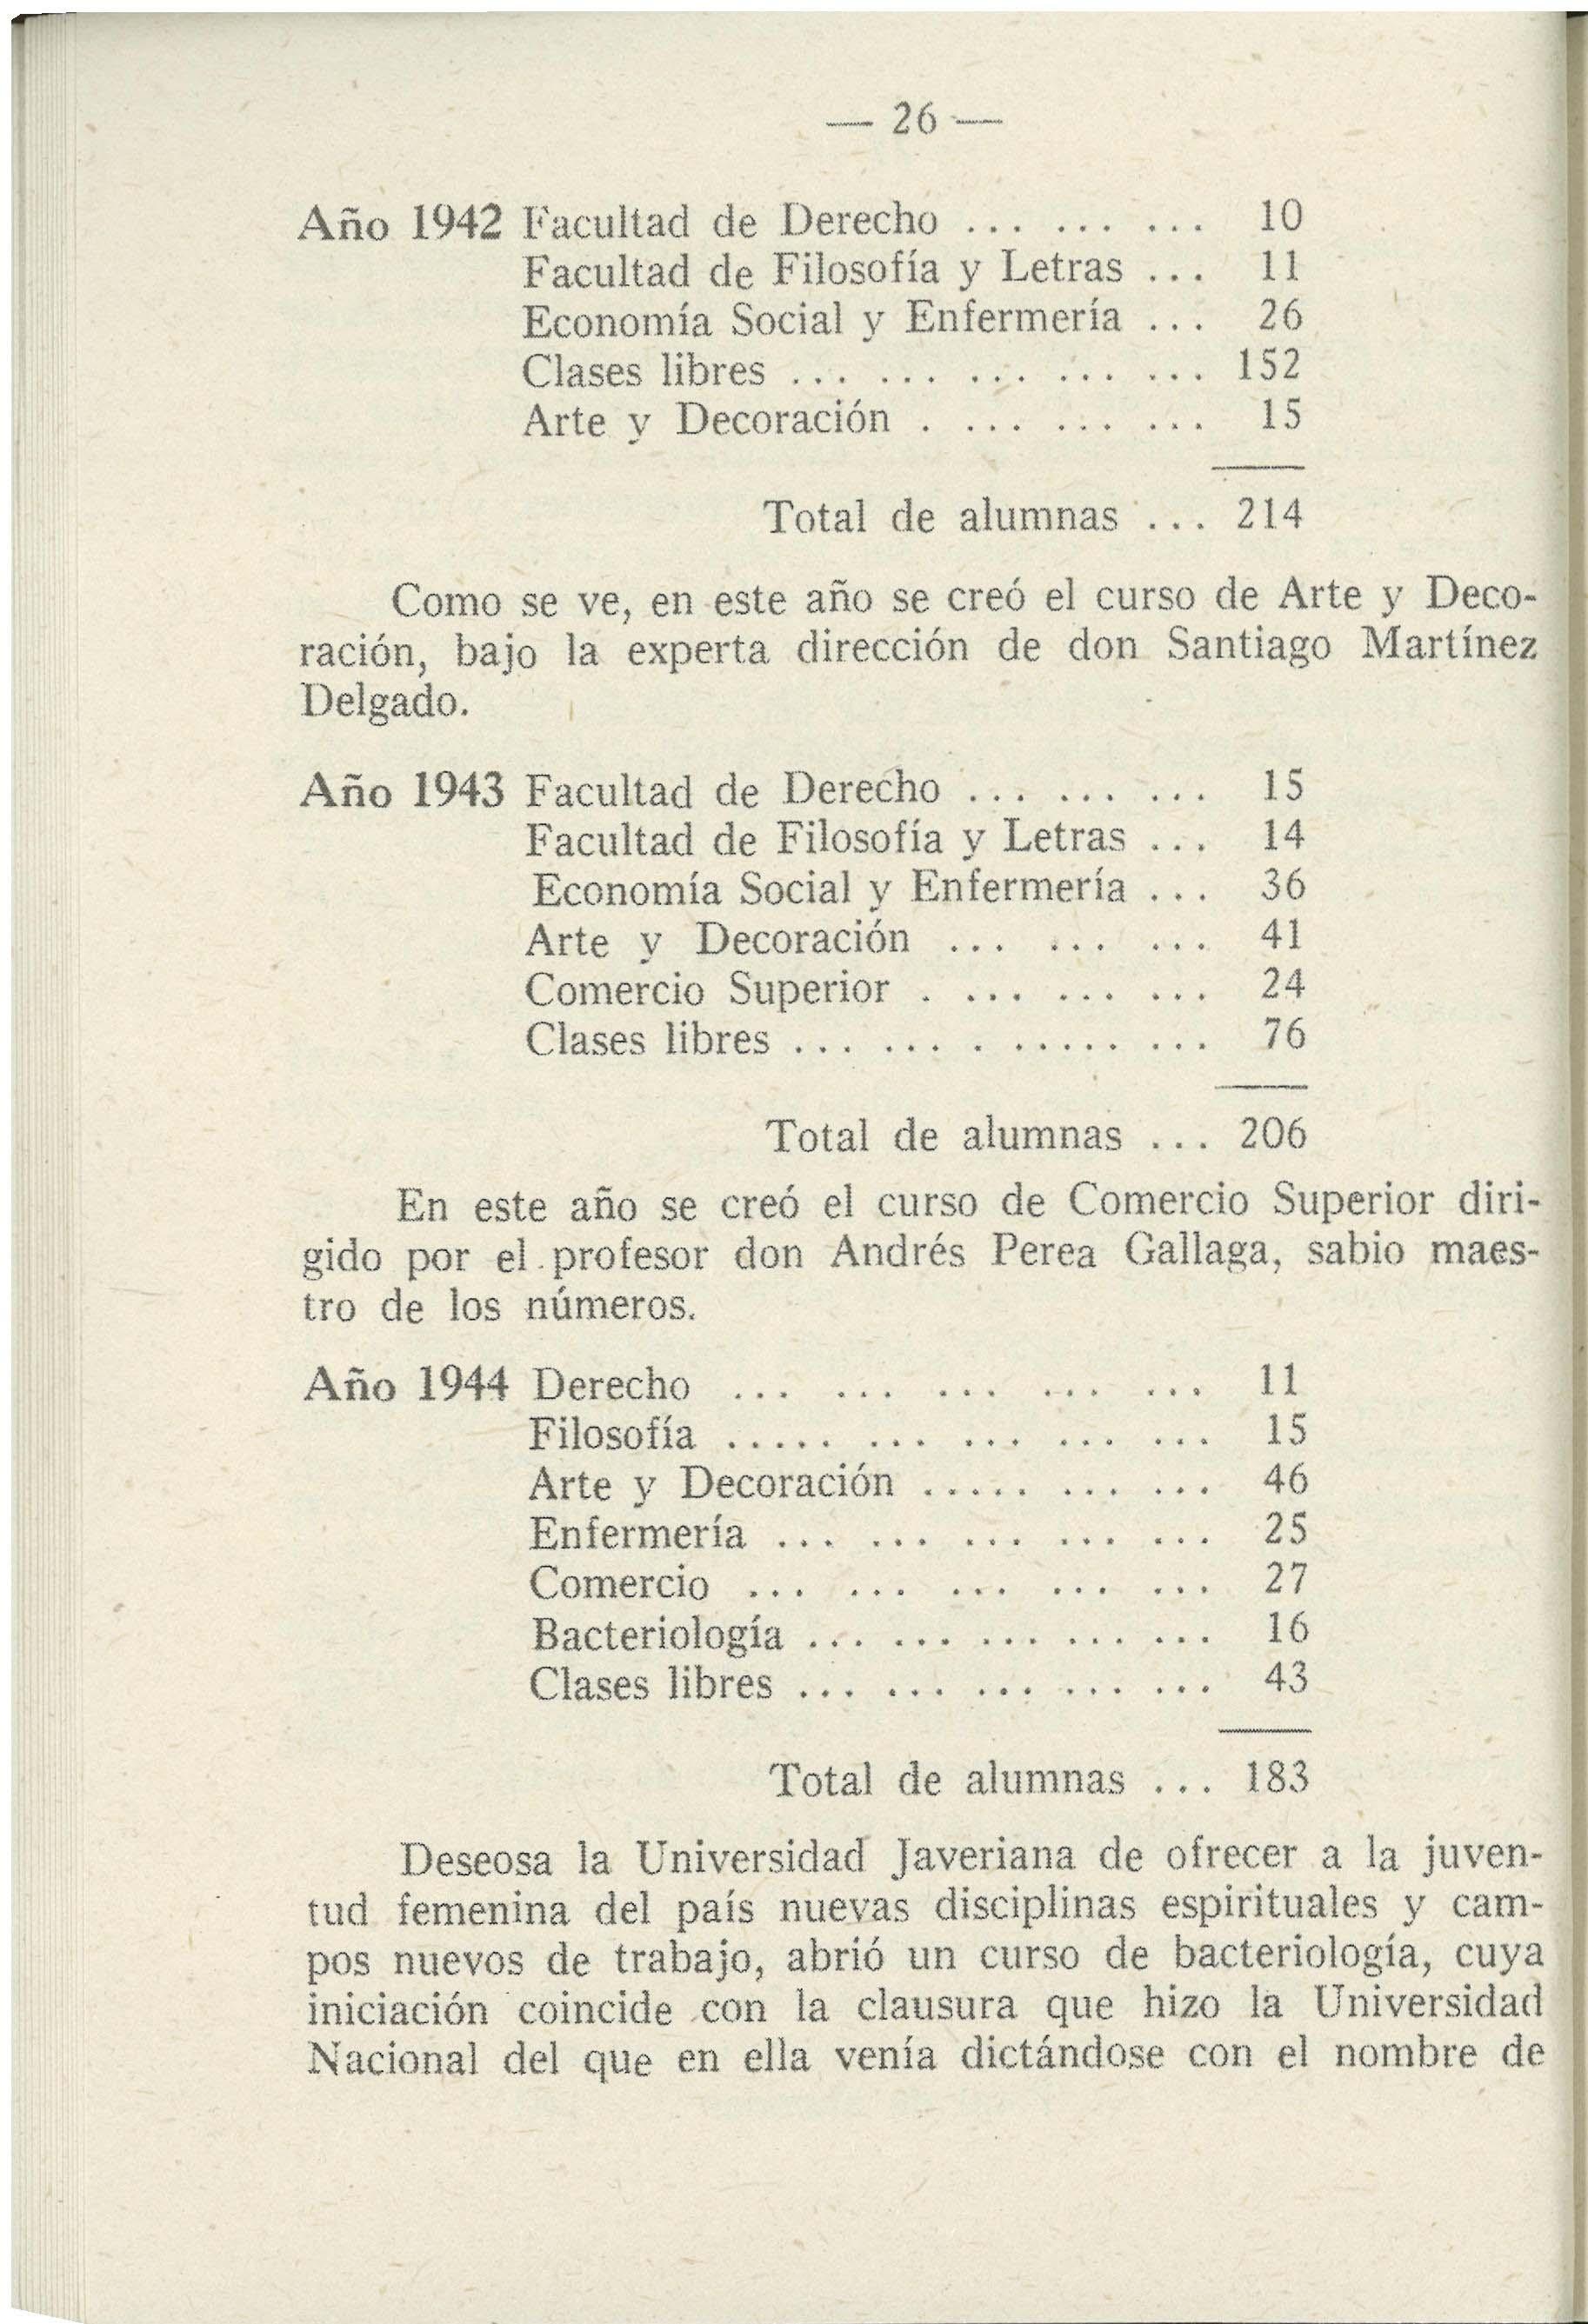 — 26 —
Año 1942 Facultad de Derecho ... ... ... 10
Facultad de Filosofía y Letras ... 11
Economía Social y Enfermería ... 26
Clases libres ... ... ... ... ... 152
Arte y Decoración . ... ... ... 15
Total de alumnas ... 214
Como se ve, en este año se creó el curso de Arte y Deco-
ración, bajo la experta dirección de don Santiago Martínez
Delgado.
Año 1943 Facultad de Derecho ... ... ... 15
Facultad de Filosofía y Letras ... 14
Economía Social y Enfermería ... 36
Arte y Decoración ... ... ... 41
Comercio Superior . ... ... ... 24
Clases libres ... ... . ..... ... 76
Total de alumnas ... 206
En este año se creó el curso de Comercio Superior diri-
gido por el profesor don Andrés Perea Gallaga, sabio maes-
tro de los números.
Año 1944 Derecho ... ... ... ... ... 11
Filosofía ..... ... ... ... ... 15
Arte y Decoración ..... ... ... 46
Enfermería ... ... ... ... ... 25
Comercio ... ... ... ... ... 27
Bacteriología ... ... ... ... ... 16
Clases libres ... ... ... ... ... 43
Total de alumnas ... 183
Deseosa la Universidad Javeriana de ofrecer a la juven-
tud femenina del país nuevas disciplinas espirituales y cam-
pos nuevos de trabajo, abrió un curso de bacteriología, cuya
iniciación coincide con la clausura que hizo la Universidad
Nacional del que en ella venía dictándose con el nombre de